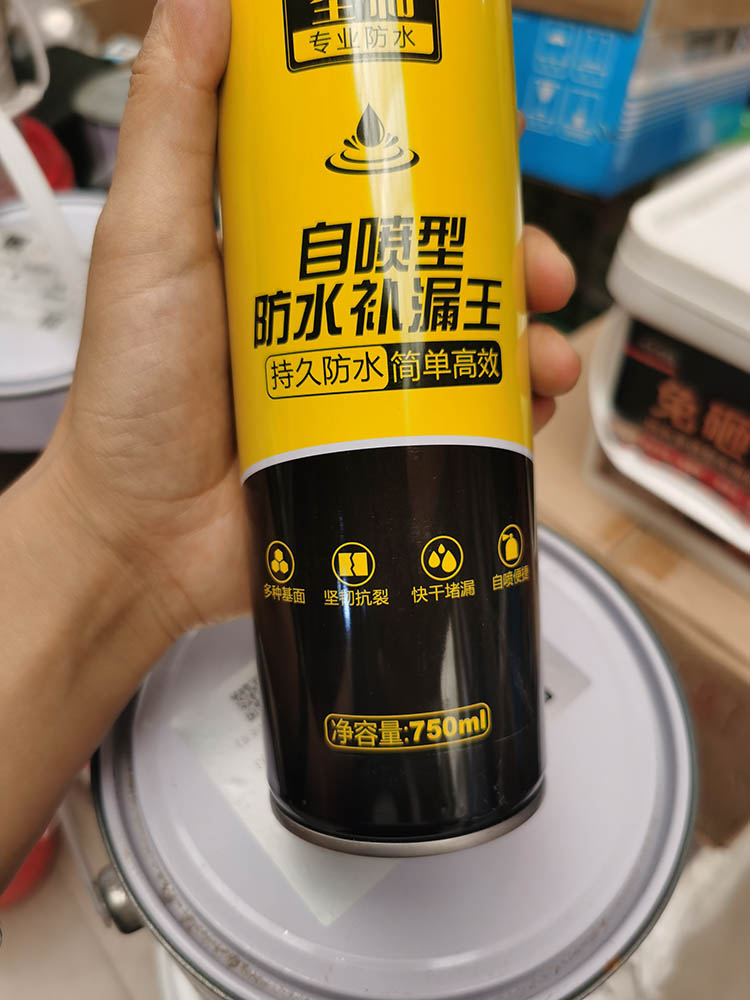 专业防水
自喷型
防水补漏王
持久防水 简单高效
多种基面 坚韧抗裂 快干堵漏 自喷便捷
净容量:750ml
免砸